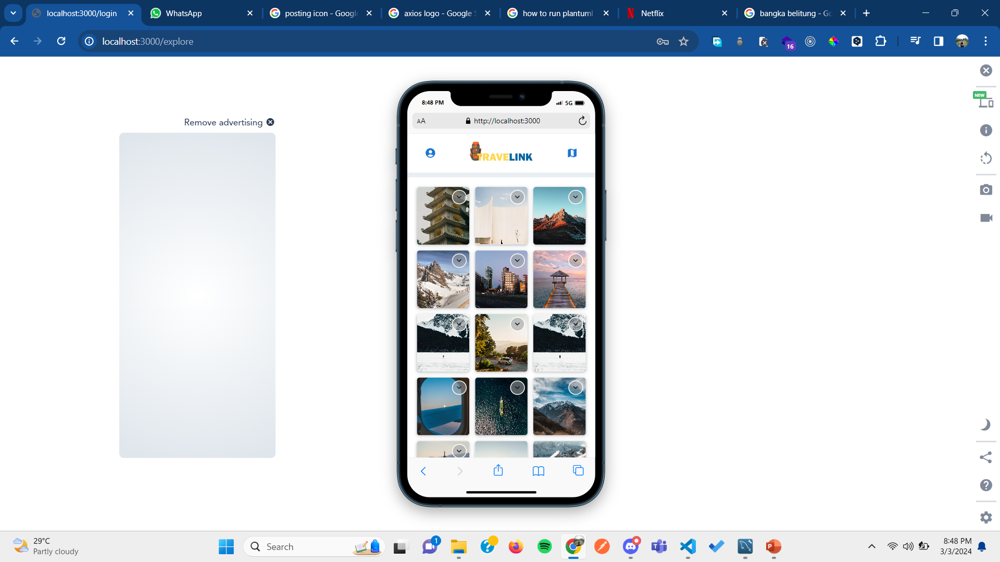 localhost:3000/login
WhatsApp
posting icon - Google
axios logo - Google S
how to run plantuml
Netflix
bangka belitung - Go
localhost:3000/explore
16
NEW
Remove advertising
8:48 PM
5G
AA
http://localhost:3000
TRAVELINK
29°C
Partly cloudy
Search
1
8:48 PM
3/3/2024